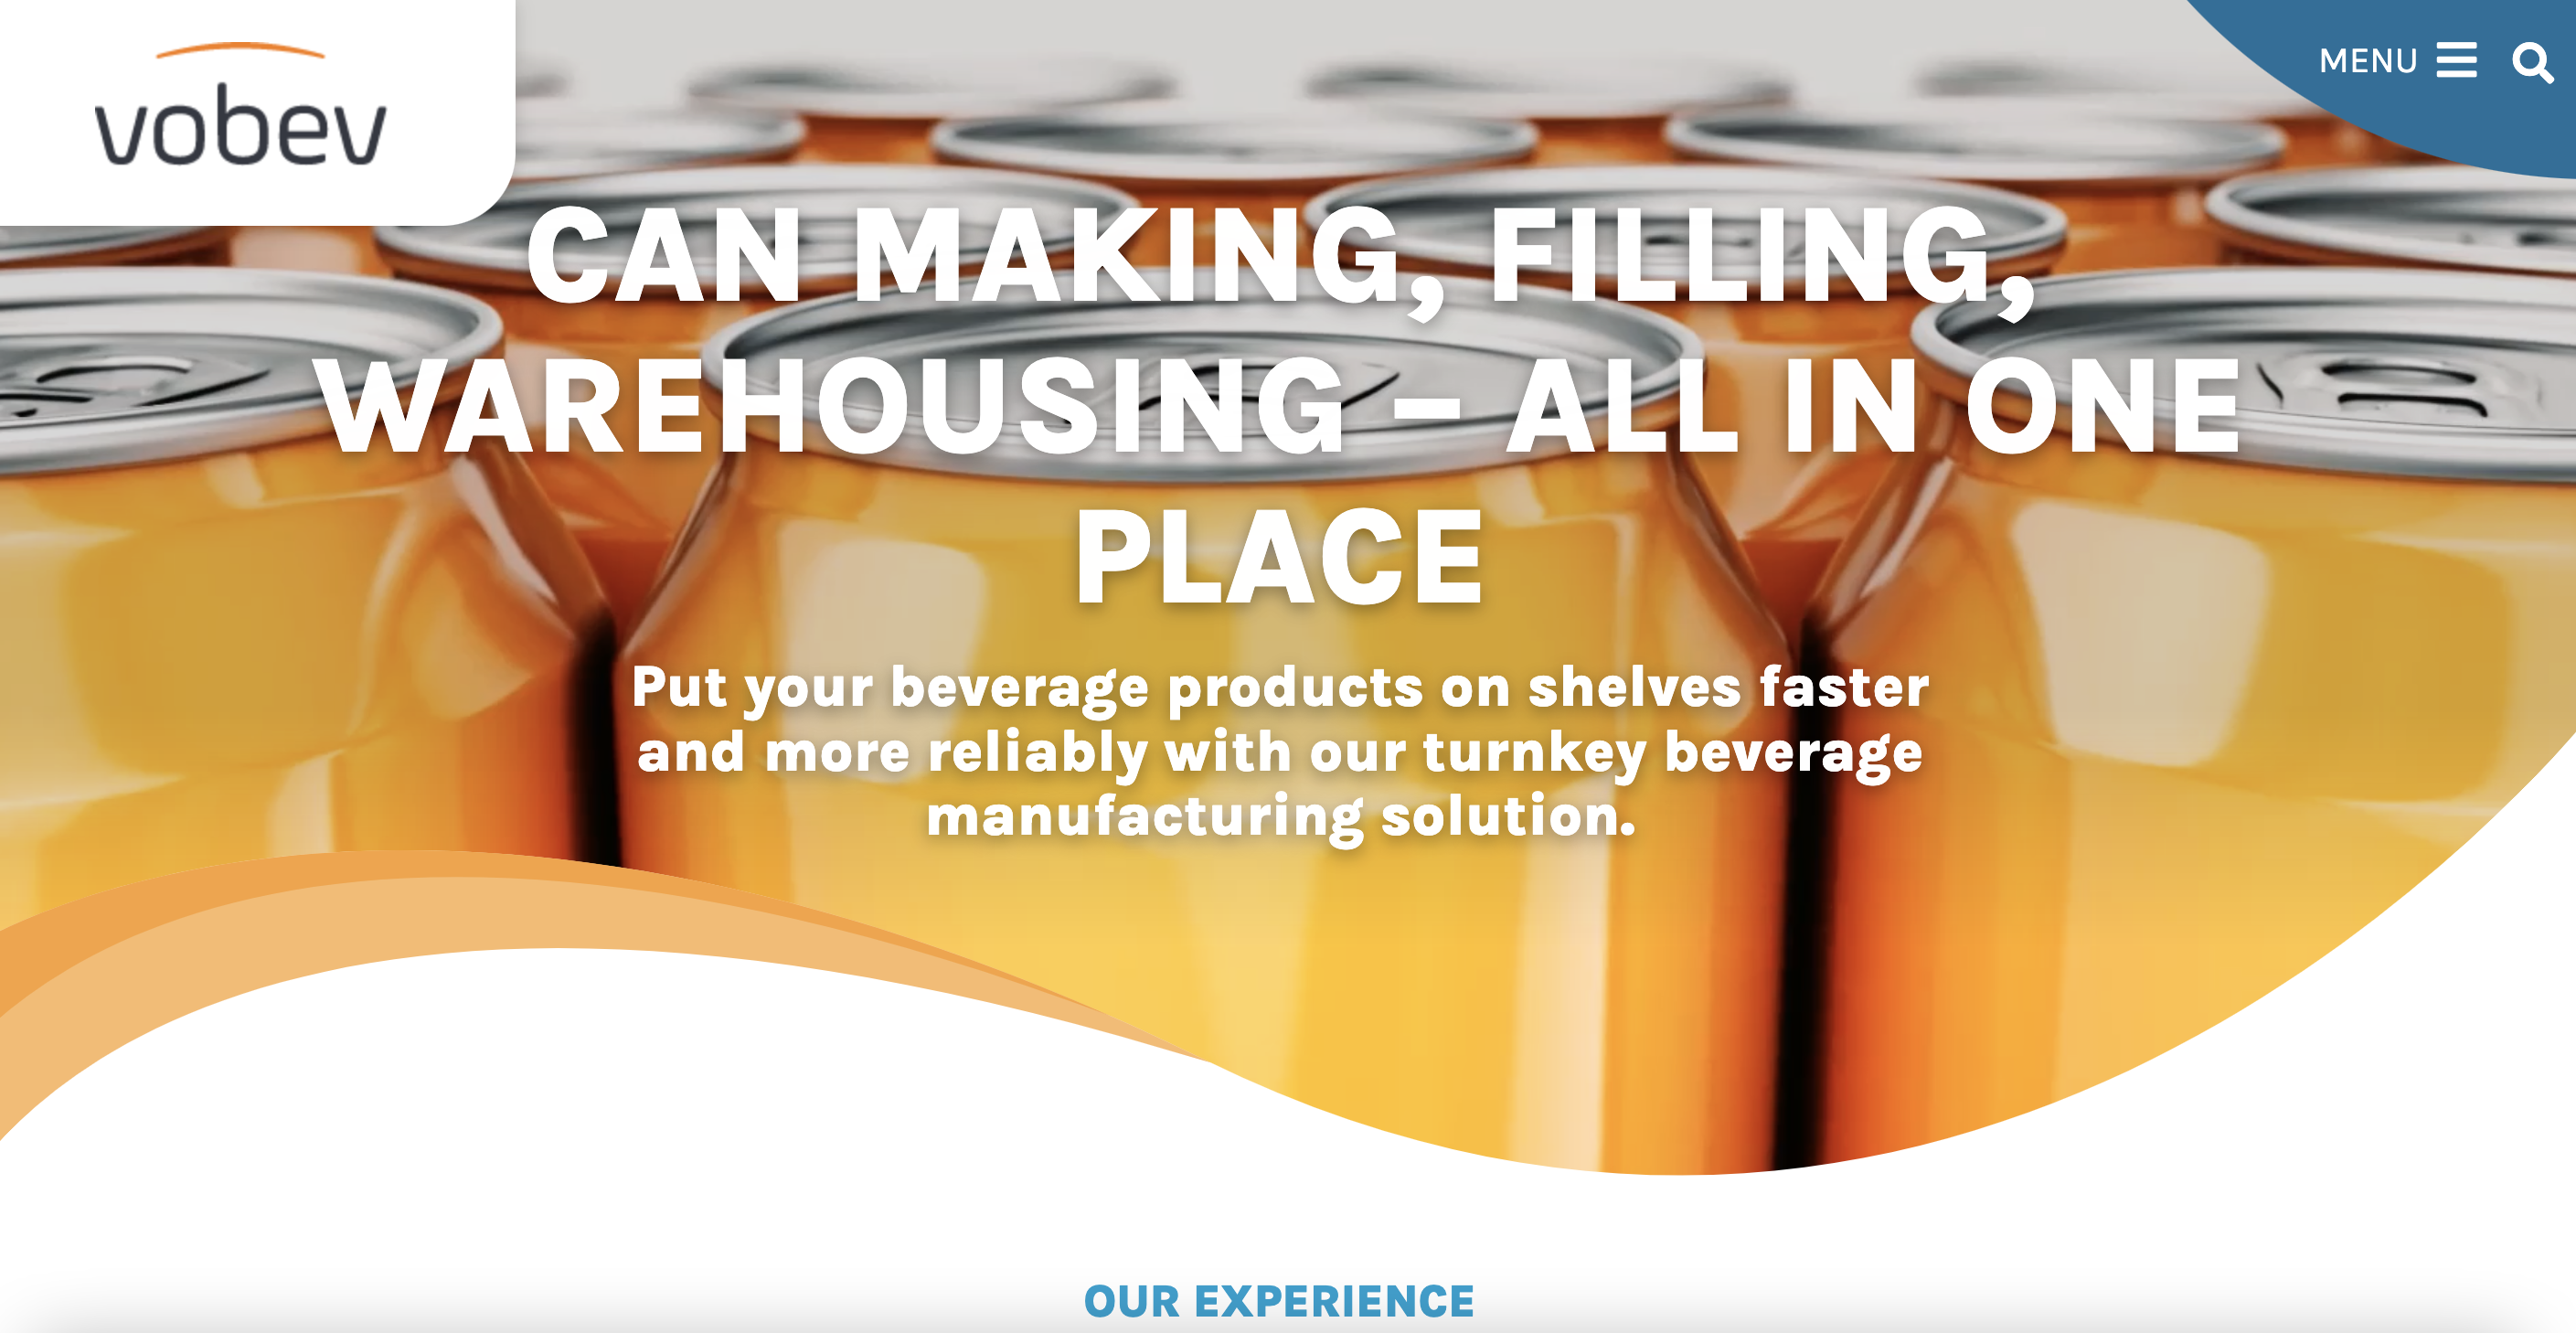 vobev
MENU
CAN MAKING, FILLING,
WAREHOUSING – ALL IN ONE
PLACE
Put your beverage products on shelves faster
and more reliably with our turnkey beverage
manufacturing solution.
OUR EXPERIENCE